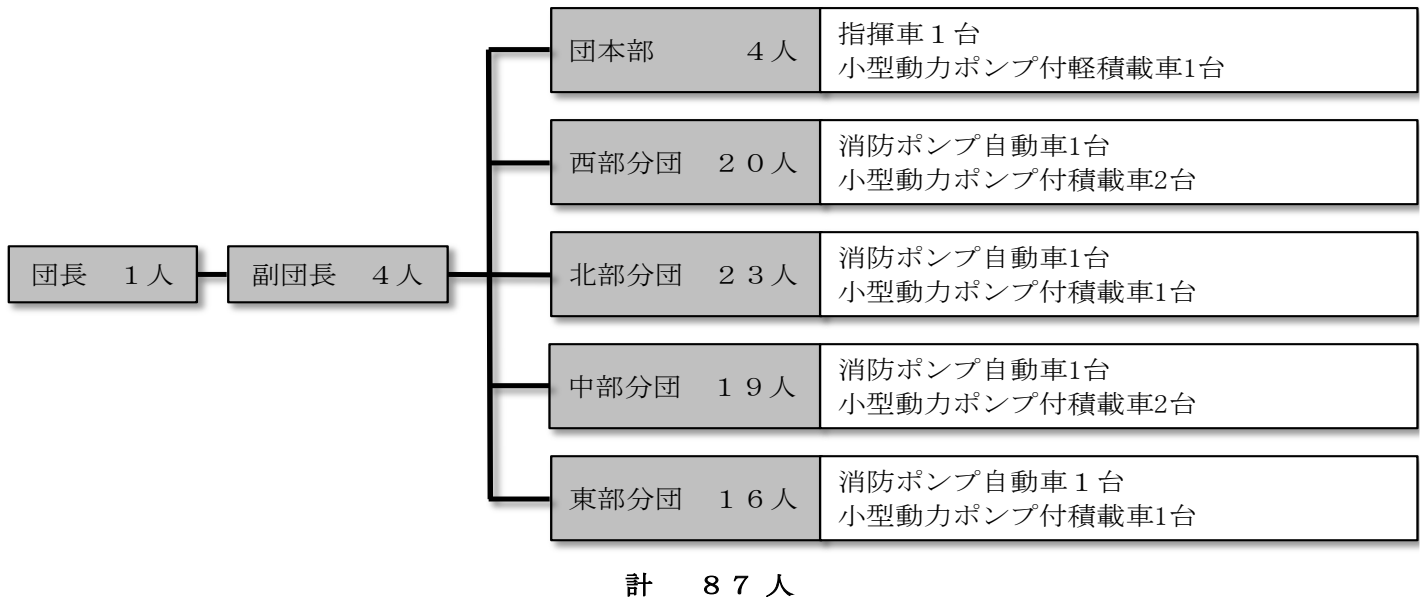 団長　１人
副団長　４人
団本部　　　４人
指揮車１台
小型動力ポンプ付軽積載車1台
西部分団　２０人
消防ポンプ自動車1台
小型動力ポンプ付積載車2台
北部分団　２３人
消防ポンプ自動車1台
小型動力ポンプ付積載車1台
中部分団　１９人
消防ポンプ自動車1台
小型動力ポンプ付積載車2台
東部分団　１６人
消防ポンプ自動車１台
小型動力ポンプ付積載車1台
計　　８７人